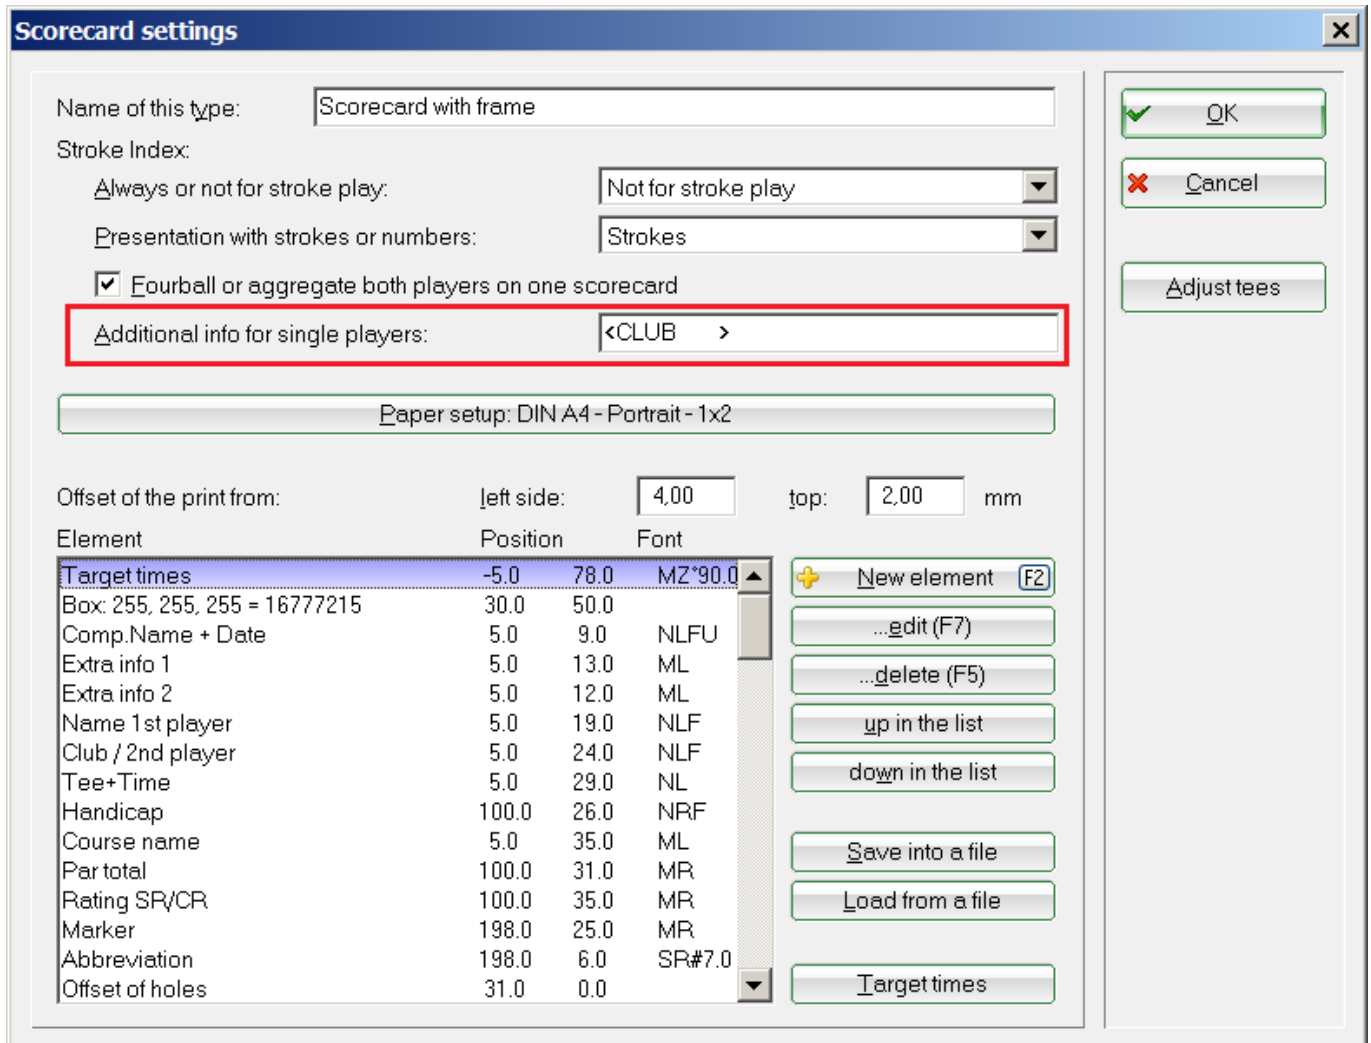 Scorecard settings
Name of this type: Scorecard with frame
Stroke Index:
Always or not for stroke play: Not for stroke play
Presentation with strokes or numbers: Strokes
Fourball or aggregate both players on one scorecard
Additional info for single players: <CLUB >
Paper setup: DIN A4 - Portrait - 1x2
Offset of the print from: left side: 4,00 top: 2,00 mm
Element Position Font
Target times -5.0 78.0 MZ°90.0
Box: 255, 255, 255 = 16777215 30.0 50.0
Comp.Name + Date 5.0 9.0 NLFU
Extra info 1 5.0 13.0 ML
Extra info 2 5.0 12.0 ML
Name 1st player 5.0 19.0 NLF
Club / 2nd player 5.0 24.0 NLF
Tee+Time 5.0 29.0 NL
Handicap 100.0 26.0 NRF
Course name 5.0 35.0 ML
Par total 100.0 31.0 MR
Rating SR/CR 100.0 35.0 MR
Marker 198.0 25.0 MR
Abbreviation 198.0 6.0 SR#7.0
Offset of holes 31.0 0.0
New element F2
...edit (F7)
...delete (F5)
up in the list
down in the list
Save into a file
Load from a file
Target times
OK
Cancel
Adjust tees